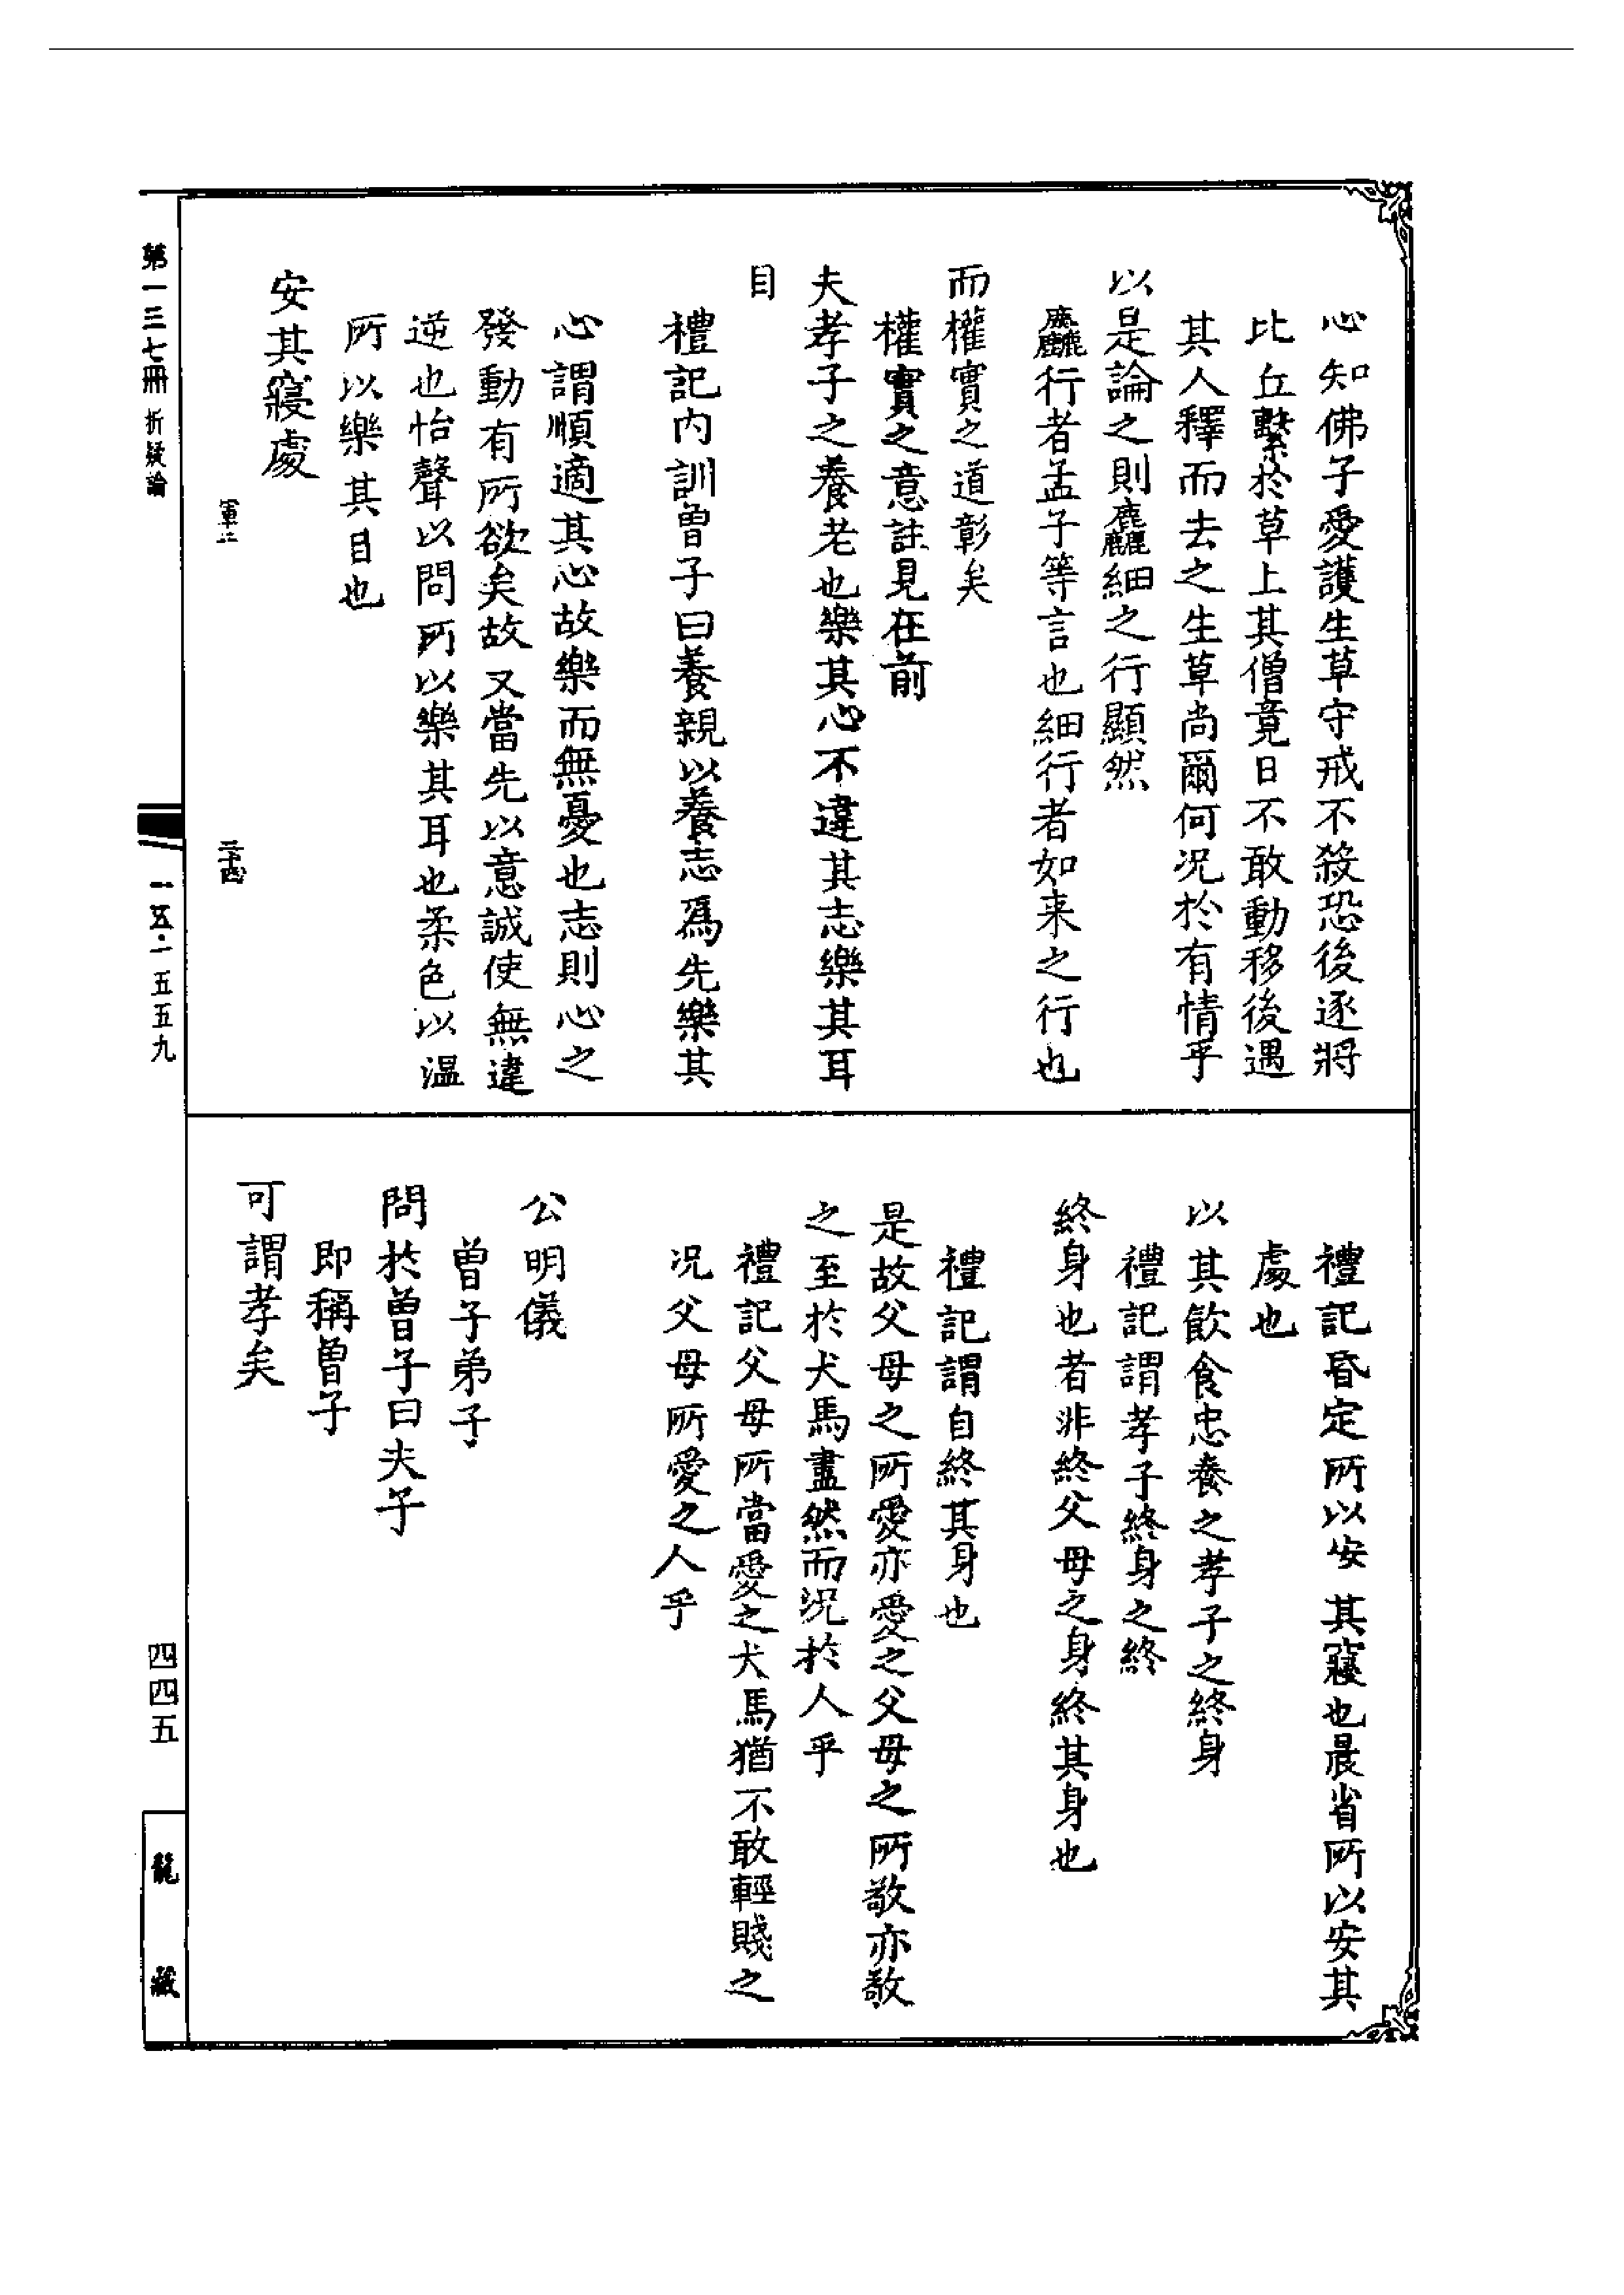 心知佛子愛護生草守戒不殺恐後逐將
比丘繫於草上其僧竟日不敢動移後遇
其人釋而去之生草尚爾何况於有情乎
以是論之則麤細之行顯然
麤行者孟子等言也細行者如来之行也
而權實之道彰矣
權實之意註見在前
夫孝子之養老也樂其心不違其志樂其耳
目
禮記内訓曽子曰養親以養志爲先樂其
心謂順適其心故樂而無憂也志則心之
發動有所欲矣故又當先以意誠使無違
逆也怡聲以問所以樂其耳也柔色以温
所以樂其目也
安其寢處
軍十
三十四
禮記昏定所以安其寢也晨省所以安其
處也
以其飲食忠養之孝子之終身
禮記謂孝子終身之終
終身也者非終父母之身終其身也
禮記謂自終其身也
是故父母之所愛亦愛之父母之所敬亦敬
之至於犬馬盡然而况於人乎
禮記父母所當愛之犬馬猶不敢輕賤之
况父母所愛之人乎
公明儀
曽子弟子
問於曽子曰夫子
即稱曽子
可謂孝矣
第一三七冊 析疑論
一五·一五五九
四四五
龍藏